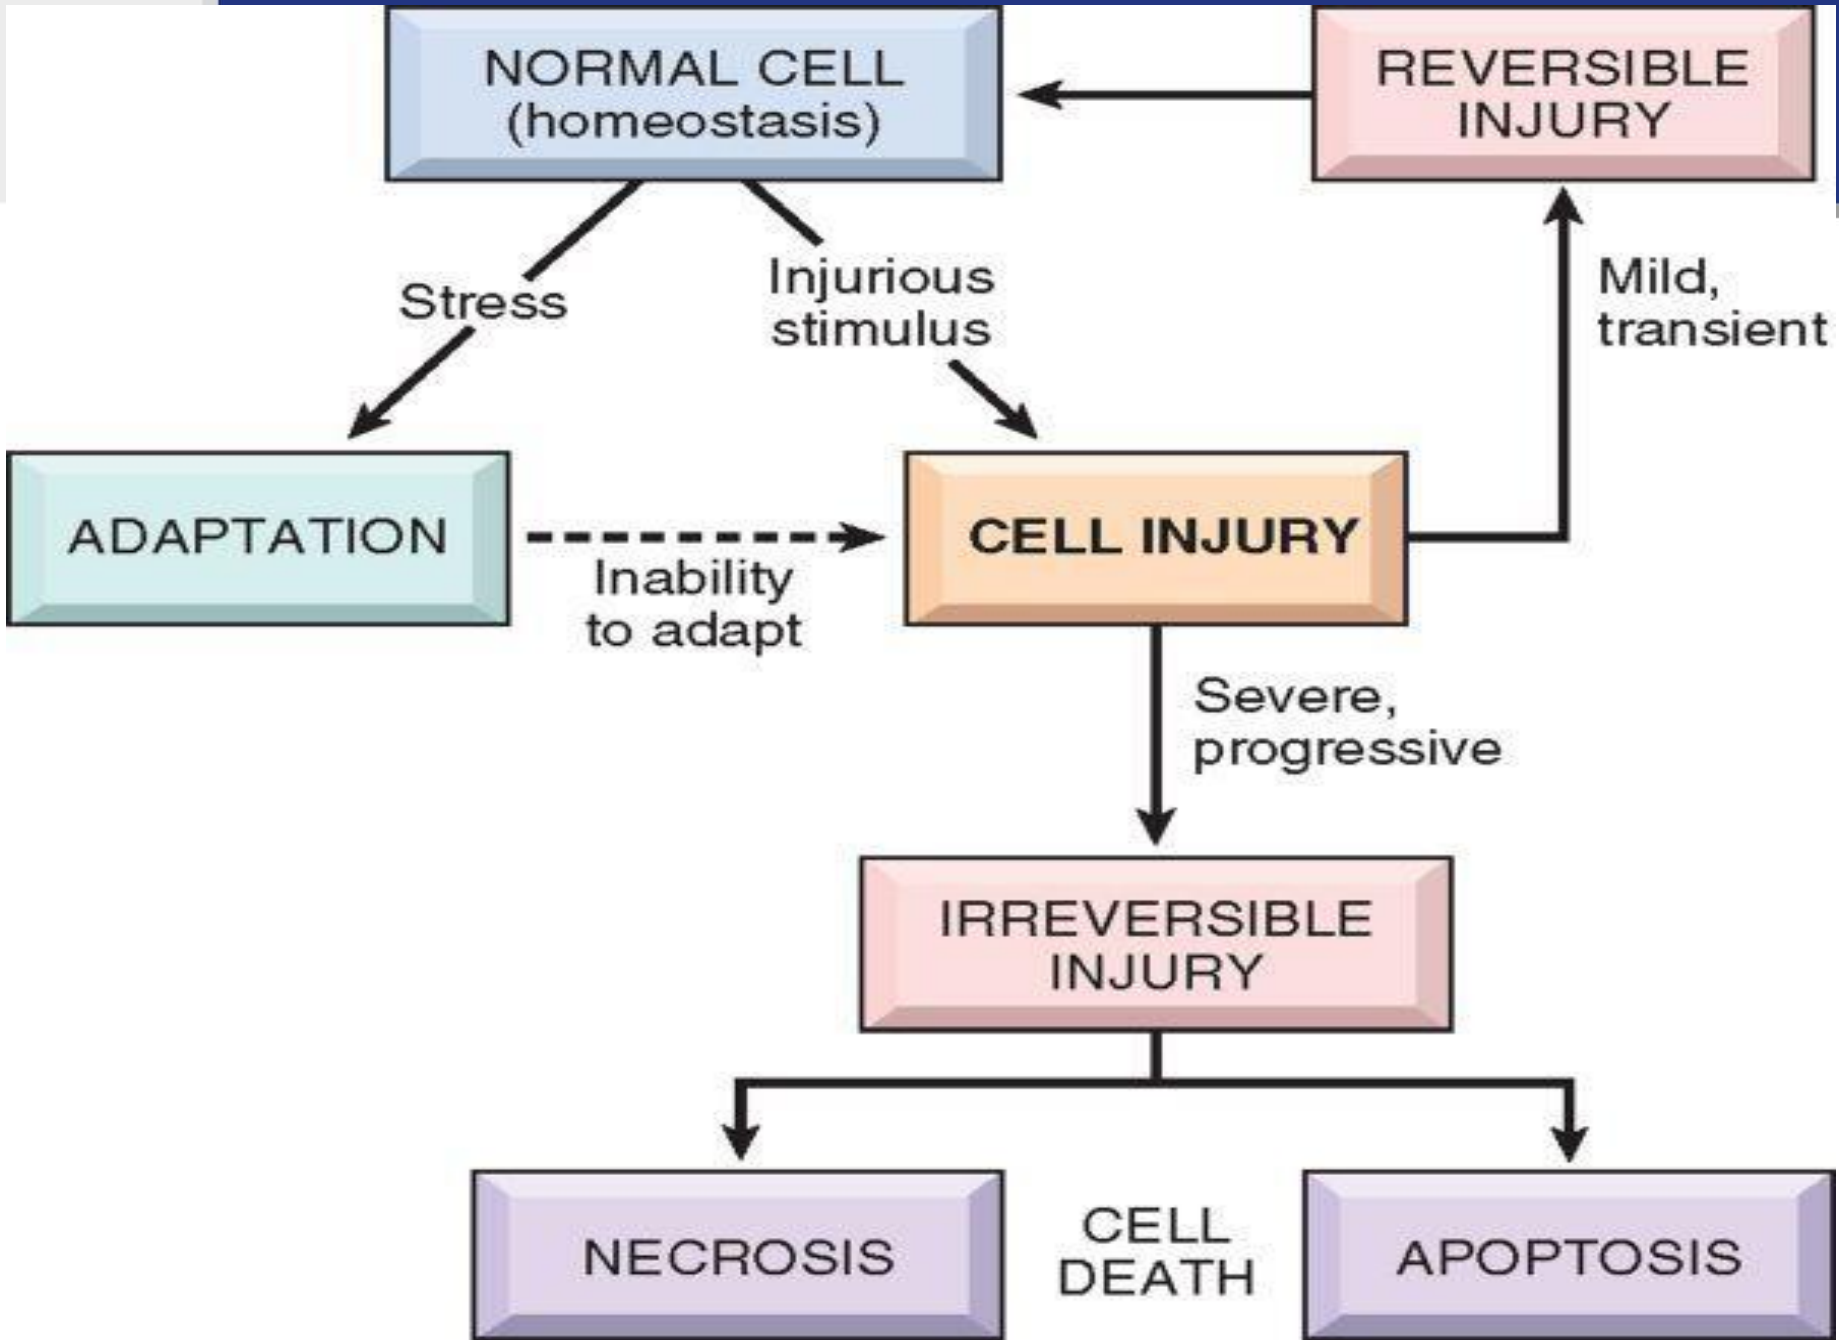 NORMAL CELL
(homeostasis)
REVERSIBLE
INJURY
Stress
Injurious
stimulus
Mild,
transient
ADAPTATION
Inability
to adapt
CELL INJURY
Severe,
progressive
IRREVERSIBLE
INJURY
NECROSIS
CELL
DEATH
APOPTOSIS